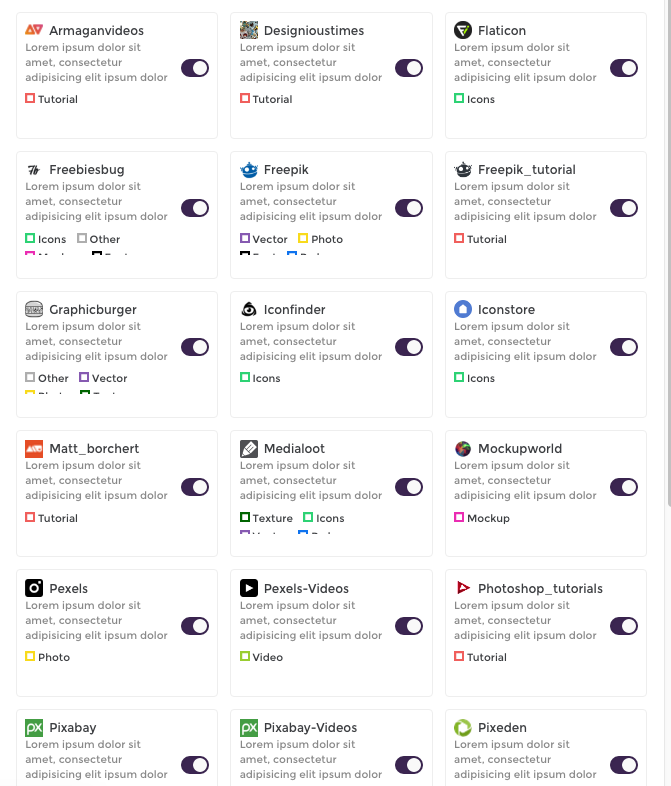 Armaganvideos
Lorem ipsum dolor sit
amet, consectetur
adipisicing elit ipsum dolor
Tutorial
Designioustimes
Lorem ipsum dolor sit
amet, consectetur
adipisicing elit ipsum dolor
Tutorial
Flaticon
Lorem ipsum dolor sit
amet, consectetur
adipisicing elit ipsum dolor
Icons
Freebiesbug
Lorem ipsum dolor sit
amet, consectetur
adipisicing elit ipsum dolor
Icons Other
Freepik
Lorem ipsum dolor sit
amet, consectetur
adipisicing elit ipsum dolor
Vector Photo
Freepik_tutorial
Lorem ipsum dolor sit
amet, consectetur
adipisicing elit ipsum dolor
Tutorial
Graphicburger
Lorem ipsum dolor sit
amet, consectetur
adipisicing elit ipsum dolor
Other Vector
Iconfinder
Lorem ipsum dolor sit
amet, consectetur
adipisicing elit ipsum dolor
Icons
Iconstore
Lorem ipsum dolor sit
amet, consectetur
adipisicing elit ipsum dolor
Icons
Matt_borchert
Lorem ipsum dolor sit
amet, consectetur
adipisicing elit ipsum dolor
Tutorial
Medialoot
Lorem ipsum dolor sit
amet, consectetur
adipisicing elit ipsum dolor
Texture Icons
Mockupworld
Lorem ipsum dolor sit
amet, consectetur
adipisicing elit ipsum dolor
Mockup
Pexels
Lorem ipsum dolor sit
amet, consectetur
adipisicing elit ipsum dolor
Photo
Pexels-Videos
Lorem ipsum dolor sit
amet, consectetur
adipisicing elit ipsum dolor
Video
Photoshop_tutorials
Lorem ipsum dolor sit
amet, consectetur
adipisicing elit ipsum dolor
Tutorial
px Pixabay
Lorem ipsum dolor sit
amet, consectetur
adipisicing elit ipsum dolor
px Pixabay-Videos
Lorem ipsum dolor sit
amet, consectetur
adipisicing elit ipsum dolor
Pixeden
Lorem ipsum dolor sit
amet, consectetur
adipisicing elit ipsum dolor